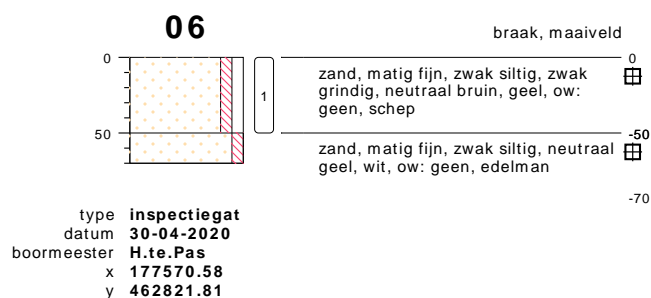 06
braak, maaiveld
0
0
zand, matig fijn, zwak siltig, zwak
grindig, neutraal bruin, geel, ow:
geen, schep
1
50
-50
zand, matig fijn, zwak siltig, neutraal
geel, wit, ow: geen, edelman
-70
type inspectiegat
datum 30-04-2020
boormeester H.te.Pas
x 177570.58
y 462821.81